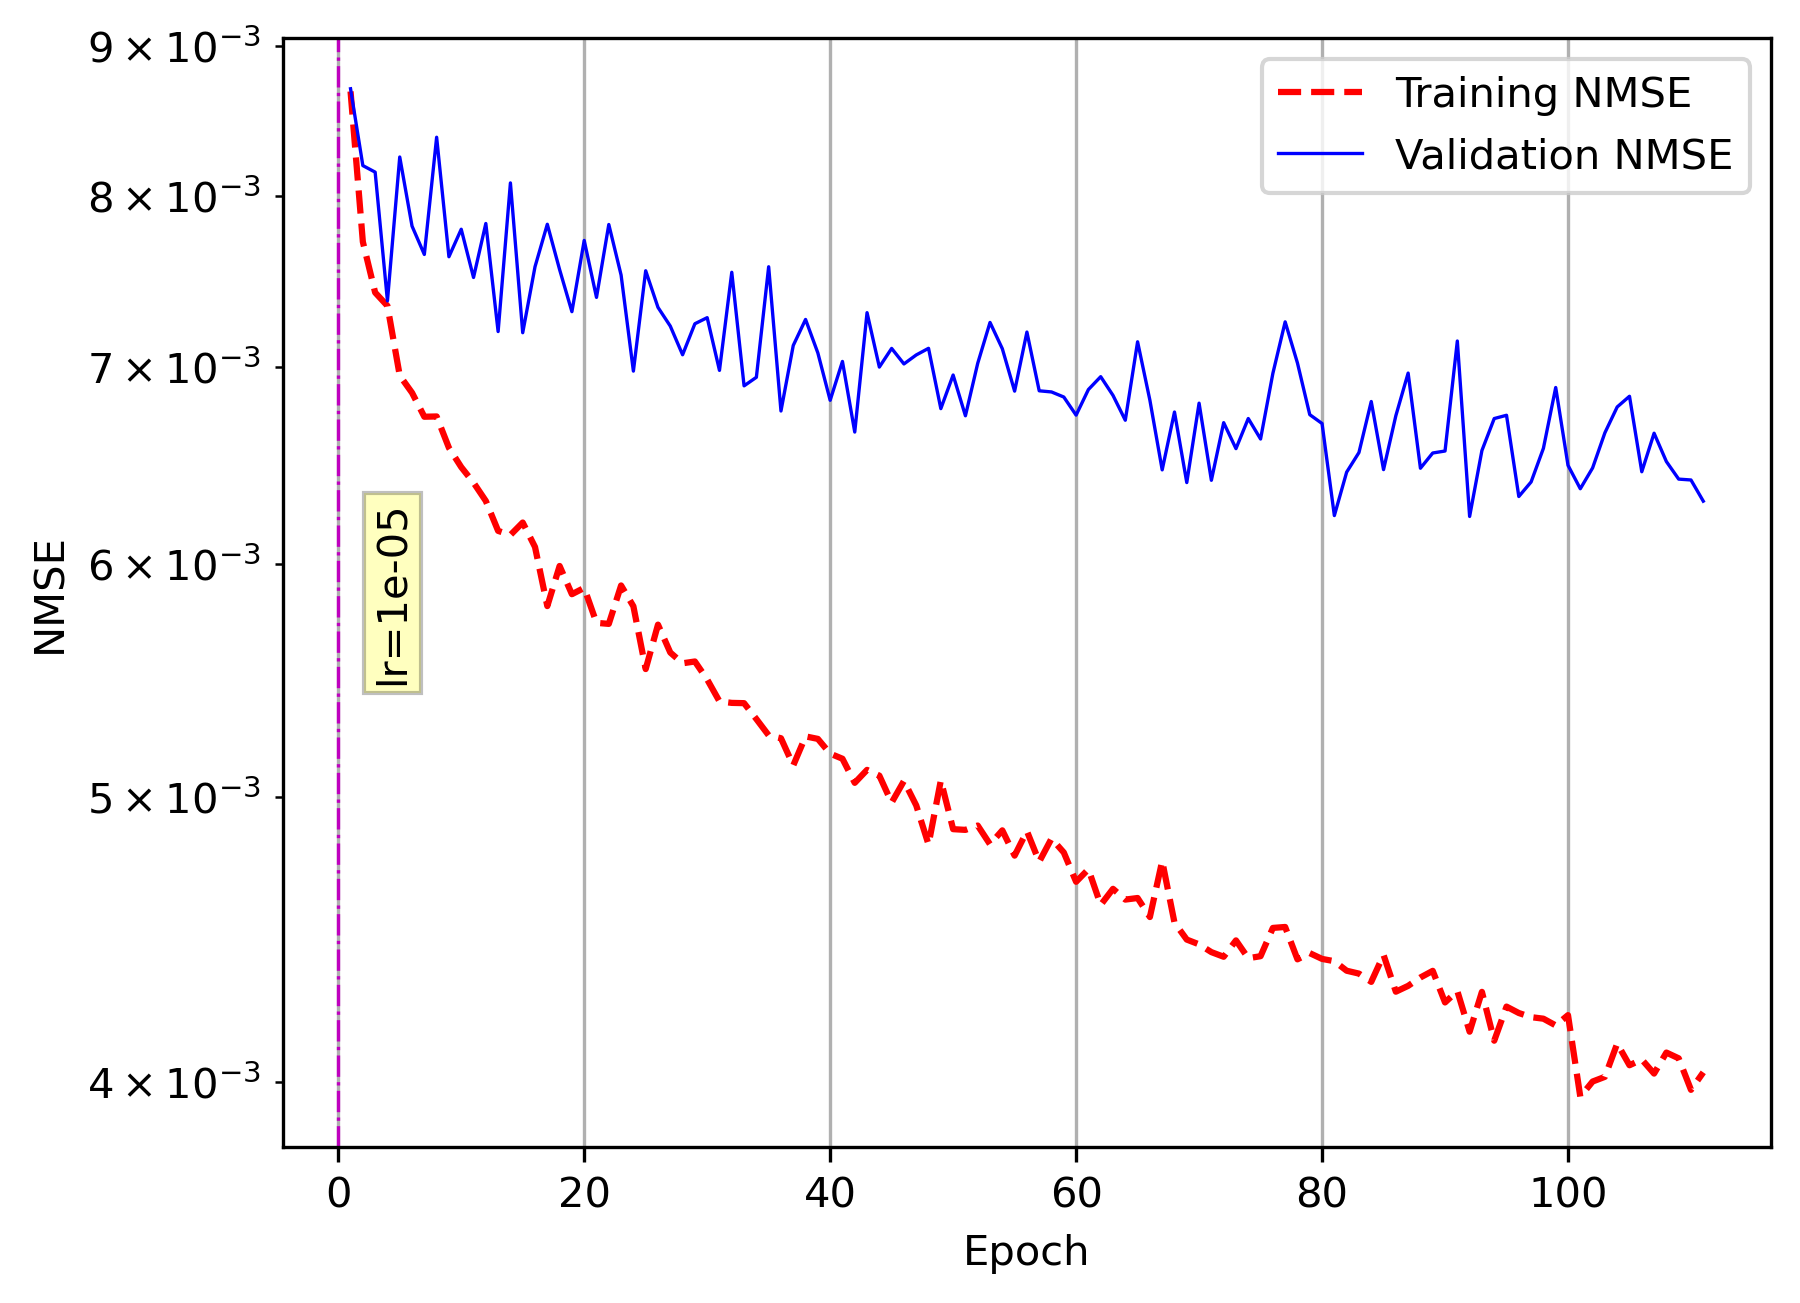 9 × 10⁻³
8 × 10⁻³
7 × 10⁻³
6 × 10⁻³
5 × 10⁻³
4 × 10⁻³
NMSE
lr=1e-05
Training NMSE
Validation NMSE
0 20 40 60 80 100
Epoch